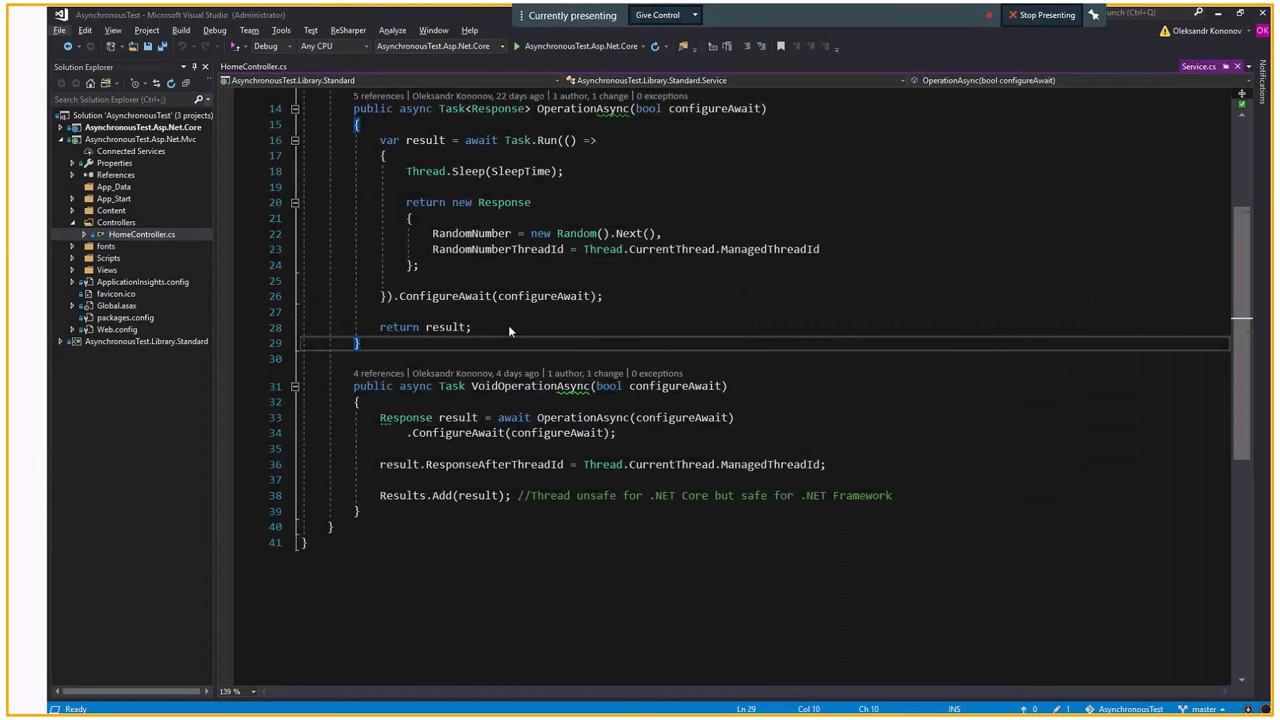 AsynchronousTest - Microsoft Visual Studio (Administrator)
Currently presenting
Give Control
Stop Presenting
unch (Ctrl+Q)
File Edit View Project Build Debug Team Tools Test ReSharper Analyze Window Help
Oleksandr Kononov
OK
Debug Any CPU AsynchronousTest.Asp.Net.Core AsynchronousTest.Asp.Net.Core
Solution Explorer
HomeController.cs
Service.cs
AsynchronousTest.Library.Standard
AsynchronousTest.Library.Standard.Service
OperationAsync(bool configureAwait)
Notifications
Search Solution Explorer (Ctrl+;)
Solution 'AsynchronousTest' (3 projects)
AsynchronousTest.Asp.Net.Core
AsynchronousTest.Asp.Net.Mvc
Connected Services
Properties
References
App_Data
App_Start
Content
Controllers
HomeController.cs
fonts
Scripts
Views
ApplicationInsights.config
favicon.ico
Global.asax
packages.config
Web.config
AsynchronousTest.Library.Standard
5 references | Oleksandr Kononov, 22 days ago | 1 author, 1 change | 0 exceptions
14 public async Task<Response> OperationAsync(bool configureAwait)
15 {
16 var result = await Task.Run(() =>
17 {
18 Thread.Sleep(SleepTime);
19
20 return new Response
21 {
22 RandomNumber = new Random().Next(),
23 RandomNumberThreadId = Thread.CurrentThread.ManagedThreadId
24 };
25
26 }).ConfigureAwait(configureAwait);
27
28 return result;
29 }
30
4 references | Oleksandr Kononov, 4 days ago | 1 author, 1 change | 0 exceptions
31 public async Task VoidOperationAsync(bool configureAwait)
32 {
33 Response result = await OperationAsync(configureAwait)
34 .ConfigureAwait(configureAwait);
35
36 result.ResponseAfterThreadId = Thread.CurrentThread.ManagedThreadId;
37
38 Results.Add(result); //Thread unsafe for .NET Core but safe for .NET Framework
39 }
40 }
41 }
139 %
Ready
Ln 29 Col 10 Ch 10 INS 0 1 AsynchronousTest master